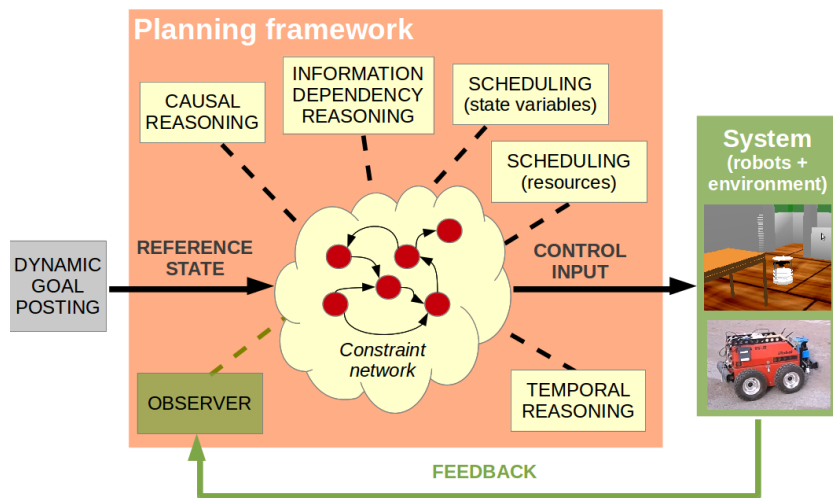 Planning framework
CAUSAL
REASONING
INFORMATION
DEPENDENCY
REASONING
SCHEDULING
(state variables)
SCHEDULING
(resources)
System
(robots +
environment)
DYNAMIC
GOAL
POSTING
REFERENCE
STATE
CONTROL
INPUT
Constraint
network
OBSERVER
TEMPORAL
REASONING
FEEDBACK